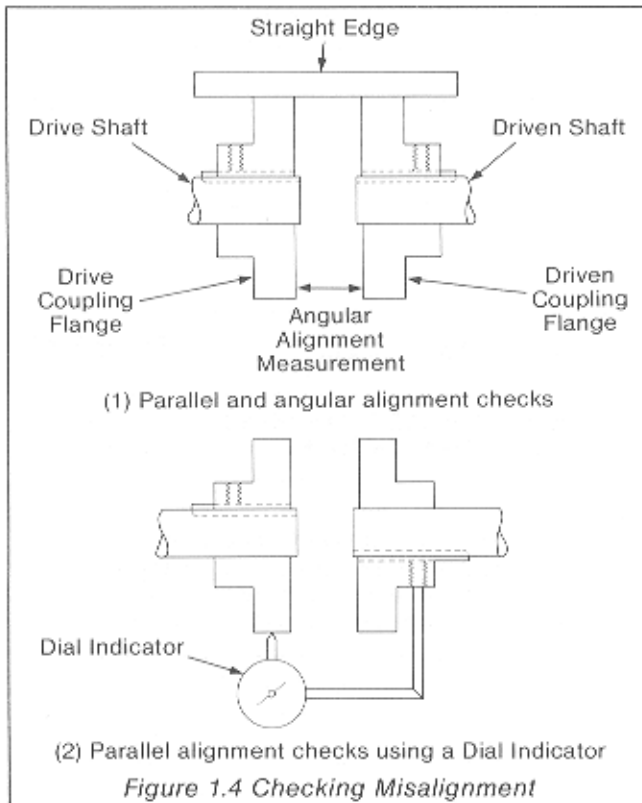 Straight Edge
Drive Shaft
Driven Shaft
Drive
Coupling
Flange
Angular
Alignment
Measurement
Driven
Coupling
Flange
(1) Parallel and angular alignment checks
Dial Indicator
(2) Parallel alignment checks using a Dial Indicator
Figure 1.4 Checking Misalignment